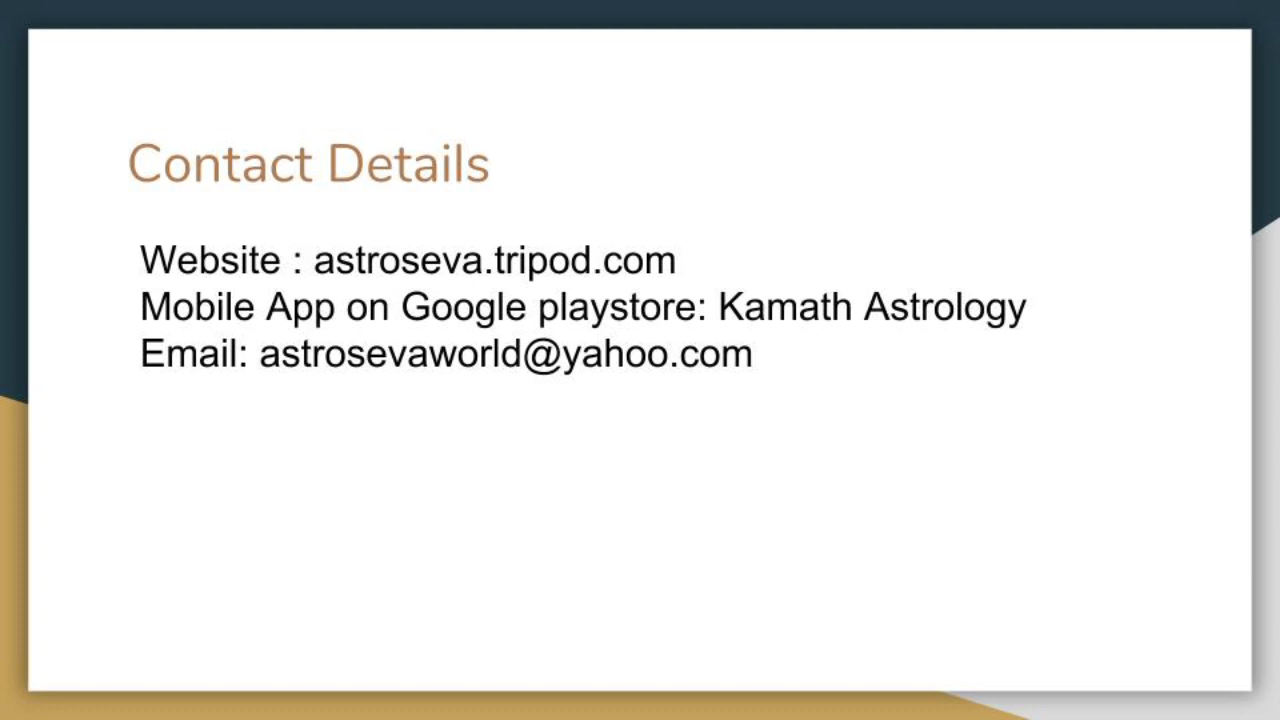 Contact Details
Website : astroseva.tripod.com
Mobile App on Google playstore: Kamath Astrology
Email: astrosevaworld@yahoo.com